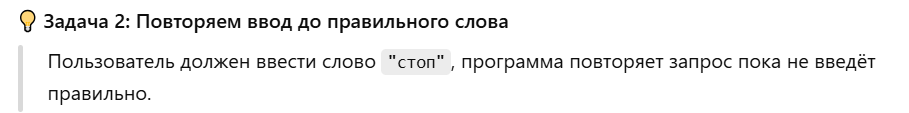 💡 Задача 2: Повторяем ввод до правильного слова
Пользователь должен ввести слово "стоп", программа повторяет запрос пока не введёт
правильно.